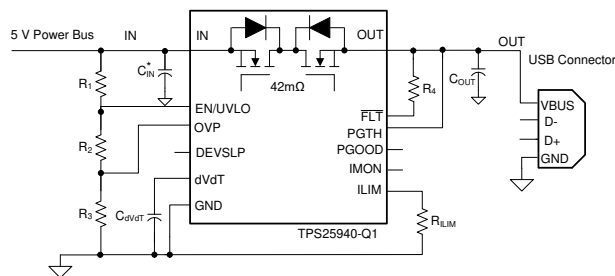 5 V Power Bus
IN
IN
OUT
OUT
USB Connector
C*IN
R1
42mΩ
R4
COUT
EN/UVLO
FLT
VBUS
OVP
PGTH
D-
R2
DEVSLP
PGOOD
D+
IMON
GND
dVdT
ILIM
R3
CdVdT
GND
RILIM
TPS25940-Q1